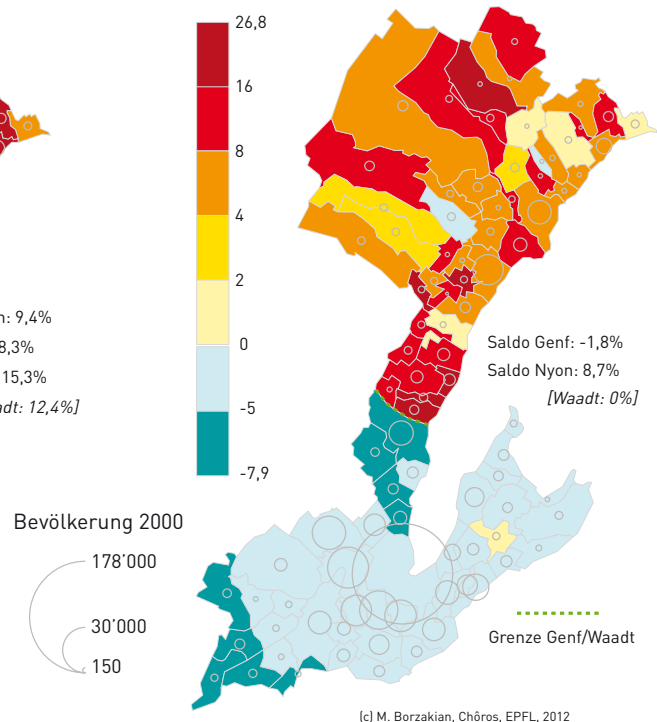 26,8
16
8
4
2
0
-5
-7,9
n: 9,4%
8,3%
15,3%
adt: 12,4%]
Saldo Genf: -1,8%
Saldo Nyon: 8,7%
[Waadt: 0%]
Bevölkerung 2000
178'000
30'000
150
Grenze Genf/Waadt
(c) M. Borzakian, Chôros, EPFL, 2012